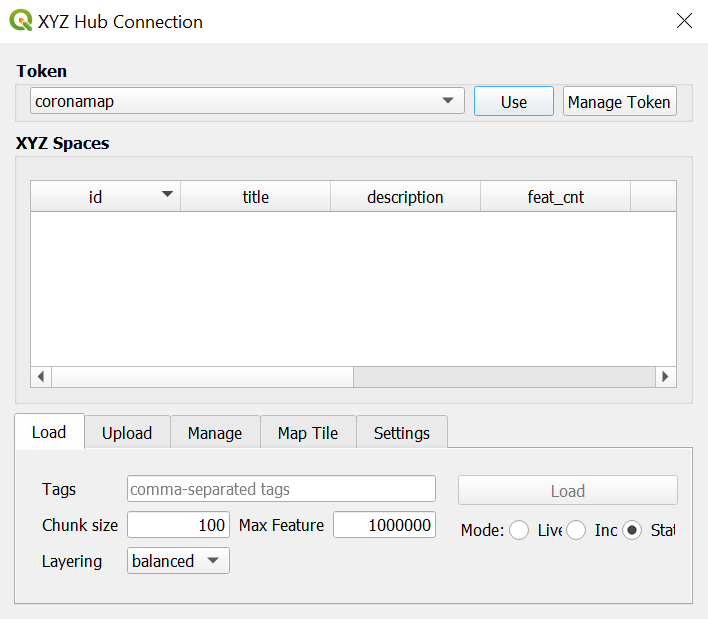 XYZ Hub Connection
Token
coronamap Use Manage Token
XYZ Spaces
id title description feat_cnt
Load Upload Manage Map Tile Settings
Tags comma-separated tags Load
Chunk size 100 Max Feature 1000000 Mode: Live Inc Stat
Layering balanced